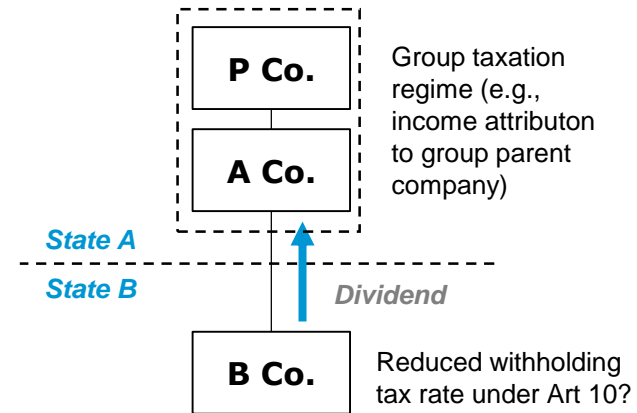 P Co.
Group taxation
regime (e.g.,
income attributon
to group parent
company)
A Co.
State A
State B
Dividend
B Co.
Reduced withholding
tax rate under Art 10?